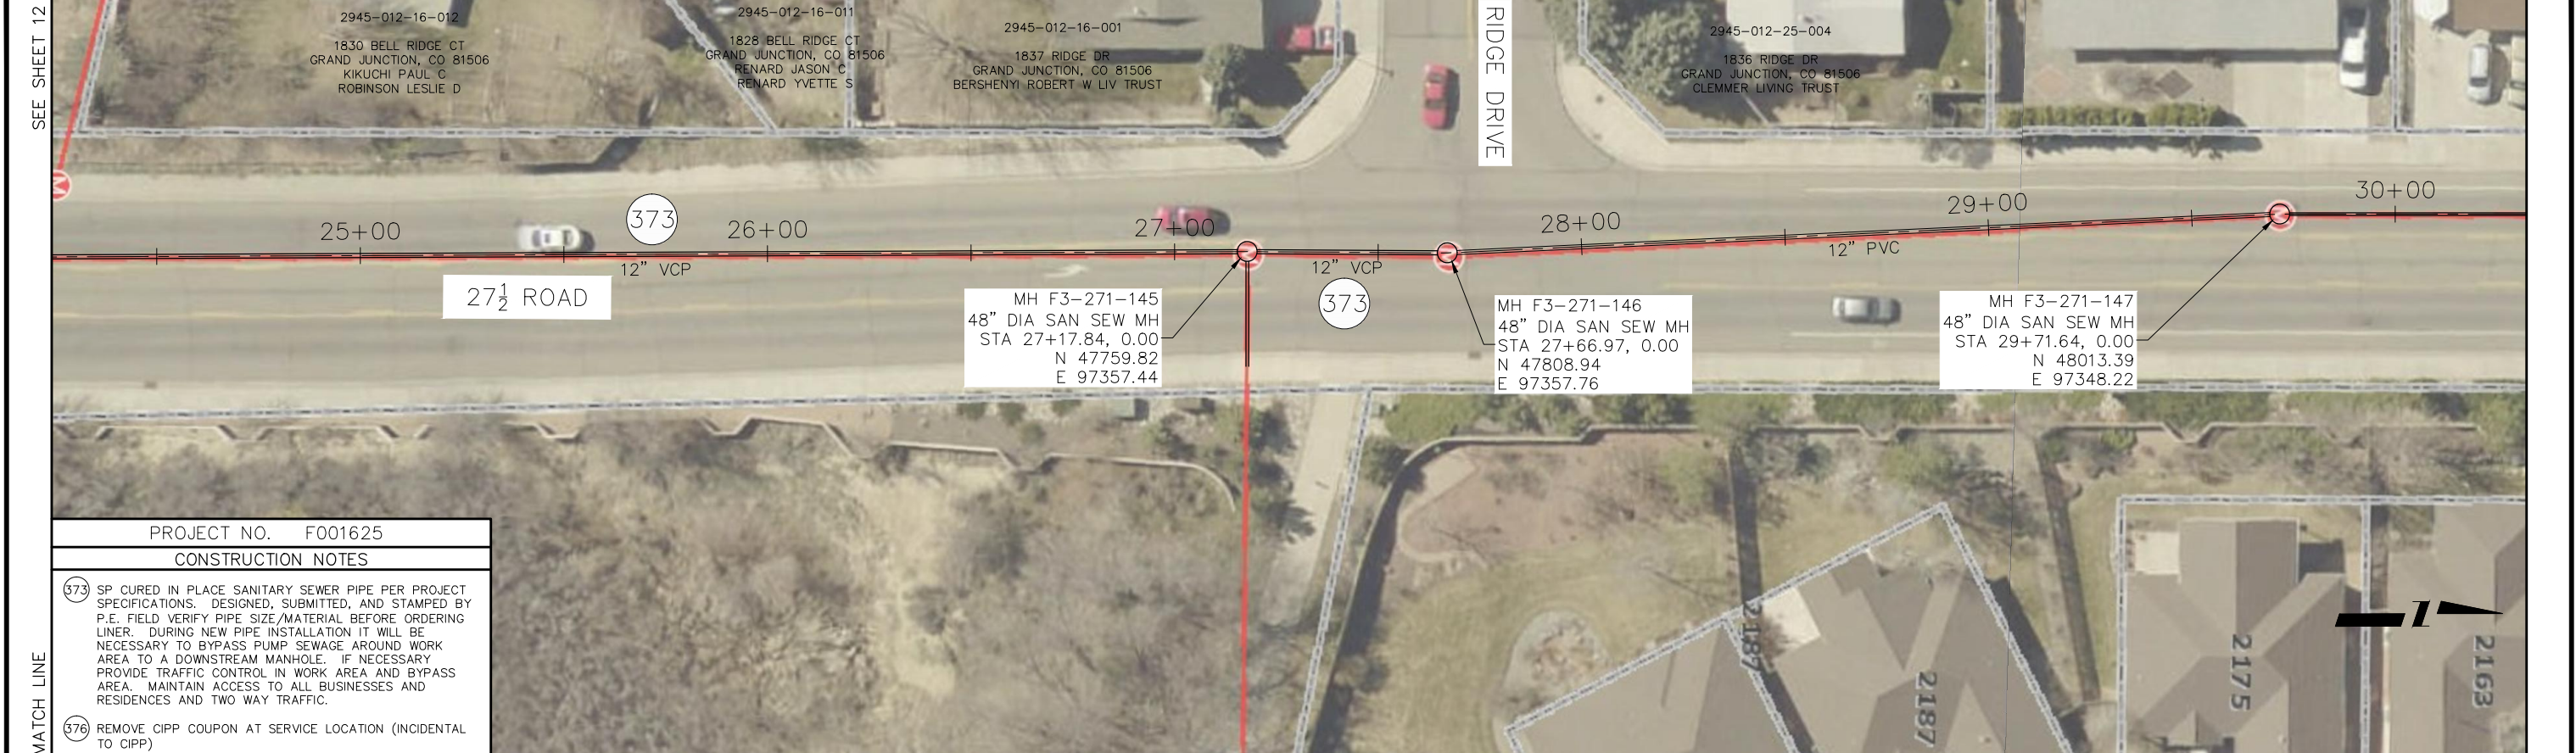 SEE SHEET 12
MATCH LINE
2945-012-16-012
1830 BELL RIDGE CT
GRAND JUNCTION, CO 81506
KIKUCHI PAUL C
ROBINSON LESLIE D
2945-012-16-011
1828 BELL RIDGE CT
GRAND JUNCTION, CO 81506
RENARD JASON C
RENARD YVETTE S
2945-012-16-001
1837 RIDGE DR
GRAND JUNCTION, CO 81506
BERSHENYI ROBERT W LIV TRUST
RIDGE DRIVE
2945-012-25-004
1836 RIDGE DR
GRAND JUNCTION, CO 81506
CLEMMER LIVING TRUST
M
25+00
373
26+00
27+00
28+00
29+00
30+00
12" VCP
12" VCP
12" PVC
27½ ROAD
373
MH F3-271-145
48" DIA SAN SEW MH
STA 27+17.84, 0.00
N 47759.82
E 97357.44
MH F3-271-146
48" DIA SAN SEW MH
STA 27+66.97, 0.00
N 47808.94
E 97357.76
MH F3-271-147
48" DIA SAN SEW MH
STA 29+71.64, 0.00
N 48013.39
E 97348.22
PROJECT NO. F001625
CONSTRUCTION NOTES
373 SP CURED IN PLACE SANITARY SEWER PIPE PER PROJECT
SPECIFICATIONS. DESIGNED, SUBMITTED, AND STAMPED BY
P.E. FIELD VERIFY PIPE SIZE/MATERIAL BEFORE ORDERING
LINER. DURING NEW PIPE INSTALLATION IT WILL BE
NECESSARY TO BYPASS PUMP SEWAGE AROUND WORK
AREA TO A DOWNSTREAM MANHOLE. IF NECESSARY
PROVIDE TRAFFIC CONTROL IN WORK AREA AND BYPASS
AREA. MAINTAIN ACCESS TO ALL BUSINESSES AND
RESIDENCES AND TWO WAY TRAFFIC.
376 REMOVE CIPP COUPON AT SERVICE LOCATION (INCIDENTAL
TO CIPP)
2187
2187
2175
2163
N